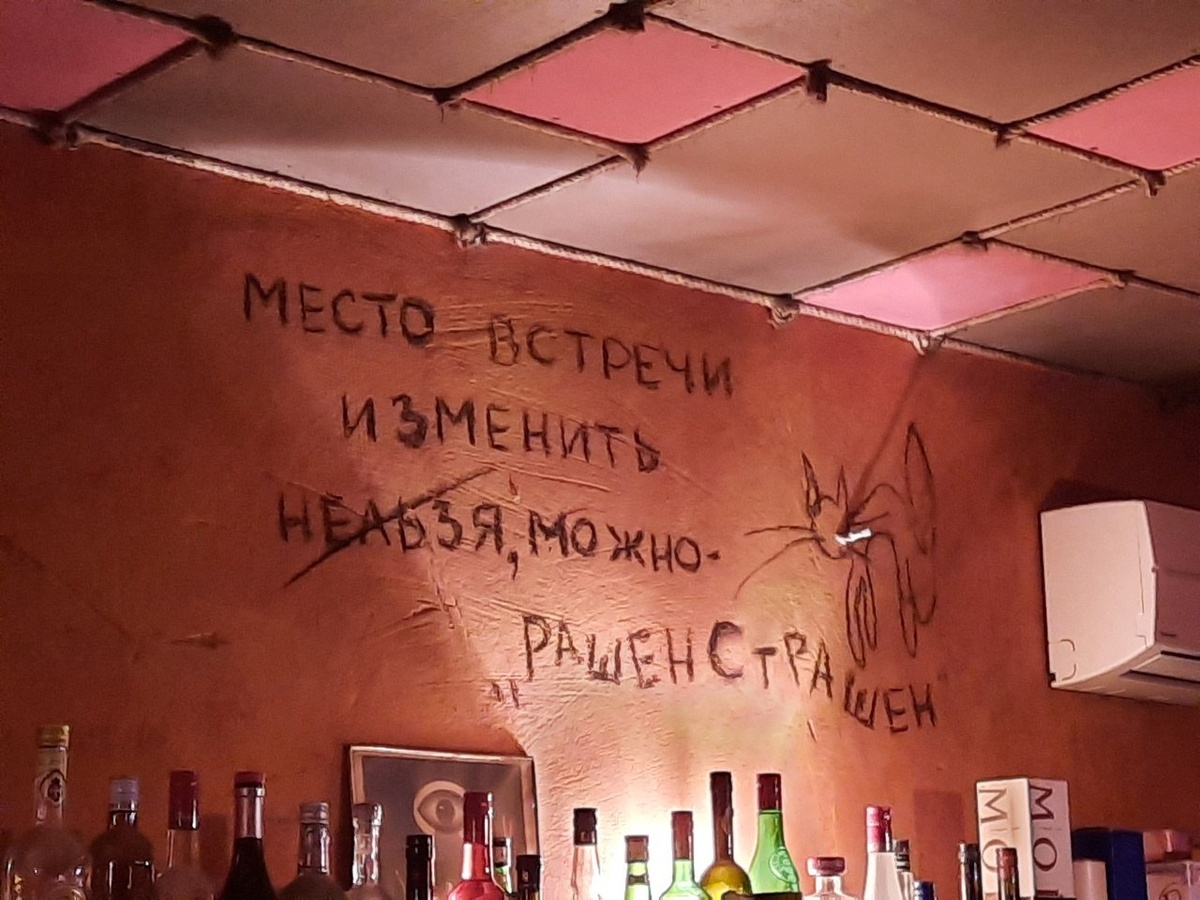 МЕСТО ВСТРЕЧИ
ИЗМЕНИТЬ
НЕЛЬЗЯ, МОЖНО-
"РАШЕН СТРАШЕН"